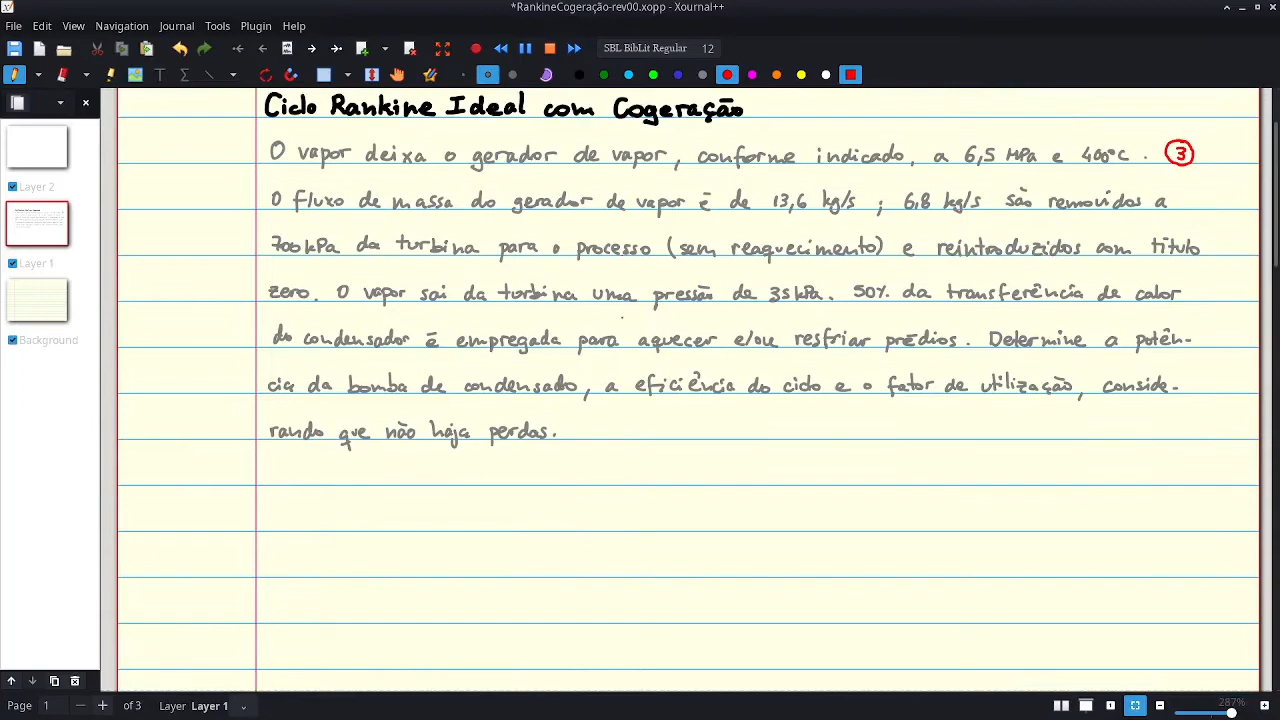 *RankineCogeração-rev00.xopp - Xournal++
File Edit View Navigation Journal Tools Plugin Help
SBL BibLit Regular 12
Ciclo Rankine Ideal com Cogeração
O vapor deixa o gerador de vapor, conforme indicado, a 6,5 MPa e 400°C. 3
O fluxo de massa do gerador de vapor é de 13,6 kg/s ; 6,8 kg/s são removidos a
700kPa da turbina para o processo (sem reaquecimento) e reintroduzidos com título
zero. O vapor sai da turbina uma pressão de 35kPa. 50% da transferência de calor
do condensador é empregada para aquecer e/ou resfriar prédios. Determine a potên-
cia da bomba de condensado, a eficiência do ciclo e o fator de utilização, conside-
rando que não haja perdas.
Layer 2
Layer 1
Background
Page 1 of 3 Layer Layer 1 287%